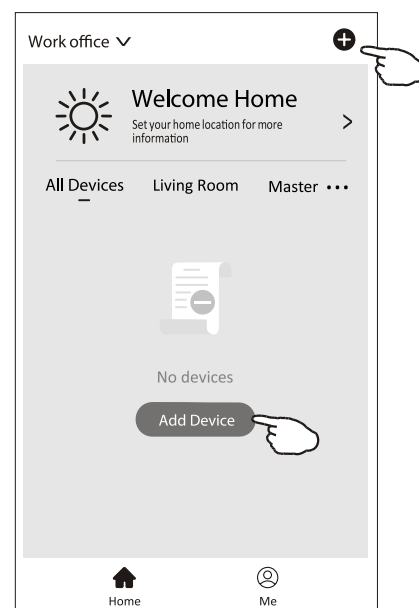 Work office
Welcome Home
Set your home location for more
information
All Devices Living Room Master •••
No devices
Add Device
Home Me